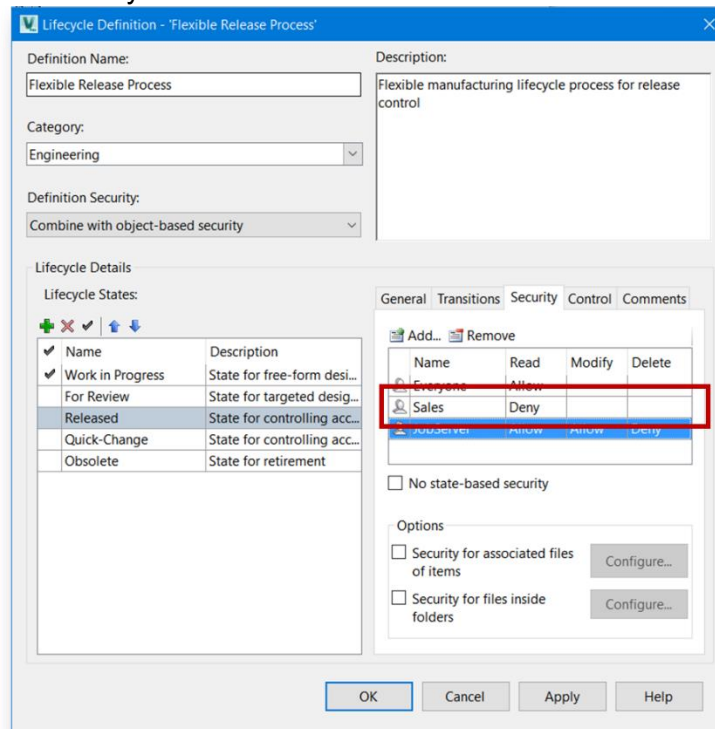 Lifecycle Definition - 'Flexible Release Process'
Definition Name:
Flexible Release Process
Description:
Flexible manufacturing lifecycle process for release
control
Category:
Engineering
Definition Security:
Combine with object-based security
Lifecycle Details
Lifecycle States:
Name Description
Work in Progress State for free-form desi...
For Review State for targeted desig...
Released State for controlling acc...
Quick-Change State for controlling acc...
Obsolete State for retirement
General Transitions Security Control Comments
Add... Remove
Name Read Modify Delete
Everyone Allow
Sales Deny
JobServer Allow Allow Deny
No state-based security
Options
Security for associated files
of items
Configure...
Security for files inside
folders
Configure...
OK Cancel Apply Help